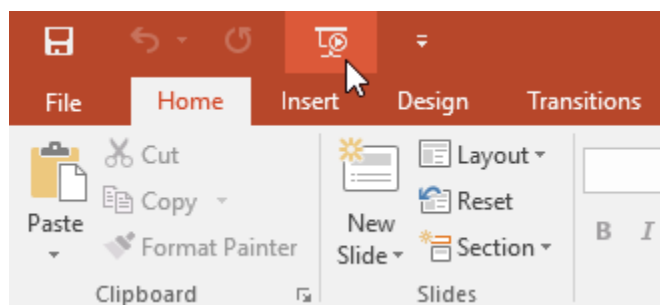 File Home Insert Design Transitions
Cut
Copy
Format Painter
Paste
Clipboard
New
Slide
Layout
Reset
Section
Slides
B I